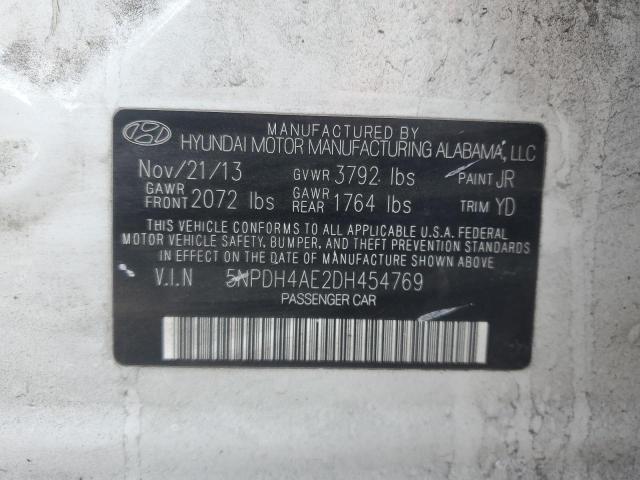 MANUFACTURED BY
HYUNDAI MOTOR MANUFACTURING ALABAMA, LLC
Nov/21/13 GVWR 3792 lbs PAINT JR
GAWR FRONT 2072 lbs GAWR REAR 1764 lbs TRIM YD
THIS VEHICLE CONFORMS TO ALL APPLICABLE U.S.A. FEDERAL
MOTOR VEHICLE SAFETY, BUMPER, AND THEFT PREVENTION STANDARDS
IN EFFECT ON THE DATE OF MANUFACTURE SHOWN ABOVE.
V.I.N 5NPDH4AE2DH454769
PASSENGER CAR